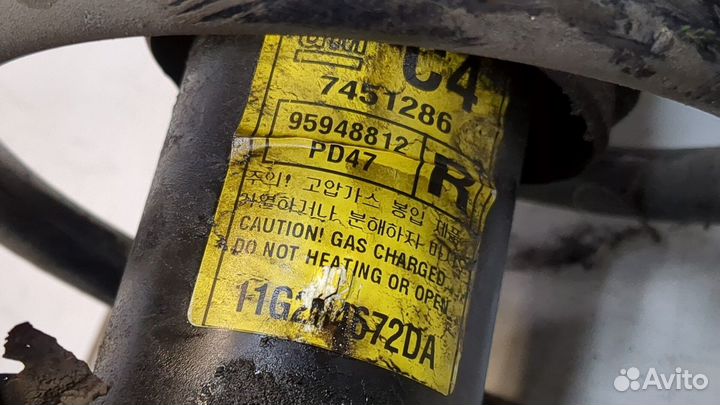 C4
7451286
95948812
PD47
R
주의! 고압가스 봉입 제품
CAUTION! GAS CHARGED
DO NOT HEATING OR OPEN
672DA
Avito